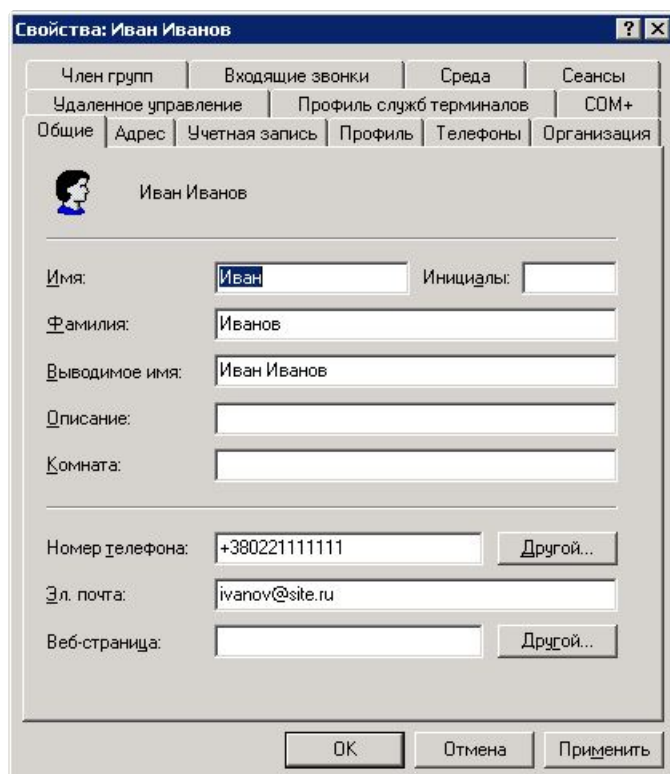 Свойства: Иван Иванов
Член групп Входящие звонки Среда Сеансы
Удаленное управление Профиль служб терминалов COM+
Общие Адрес Учетная запись Профиль Телефоны Организация
Иван Иванов
Имя: Иван Инициалы:
Фамилия: Иванов
Выводимое имя: Иван Иванов
Описание:
Комната:
Номер телефона: +380221111111 Другой...
Эл. почта: ivanov@site.ru
Веб-страница: Другой...
OK Отмена Применить